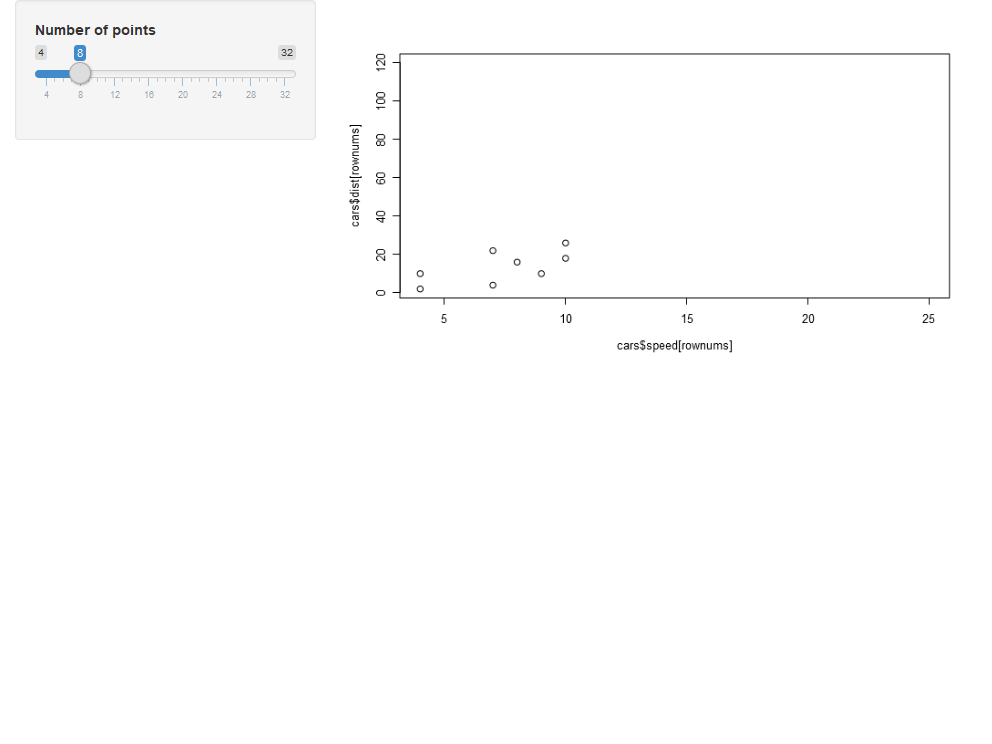 Number of points
4 8 32
4 8 12 16 20 24 28 32
cars$dist[rownums]
120
100
80
60
40
20
0
5 10 15 20 25
cars$speed[rownums]